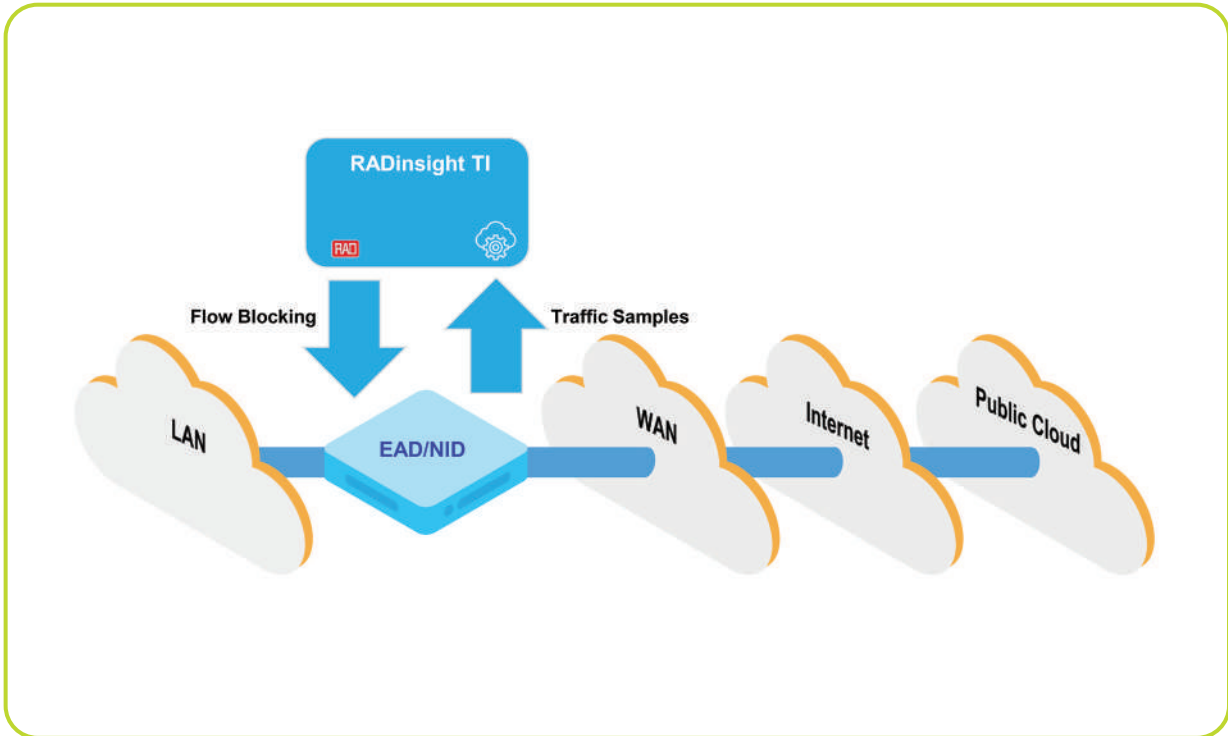 RADinsight TI
RAD
Flow Blocking
Traffic Samples
LAN
EAD/NID
WAN
Internet
Public Cloud